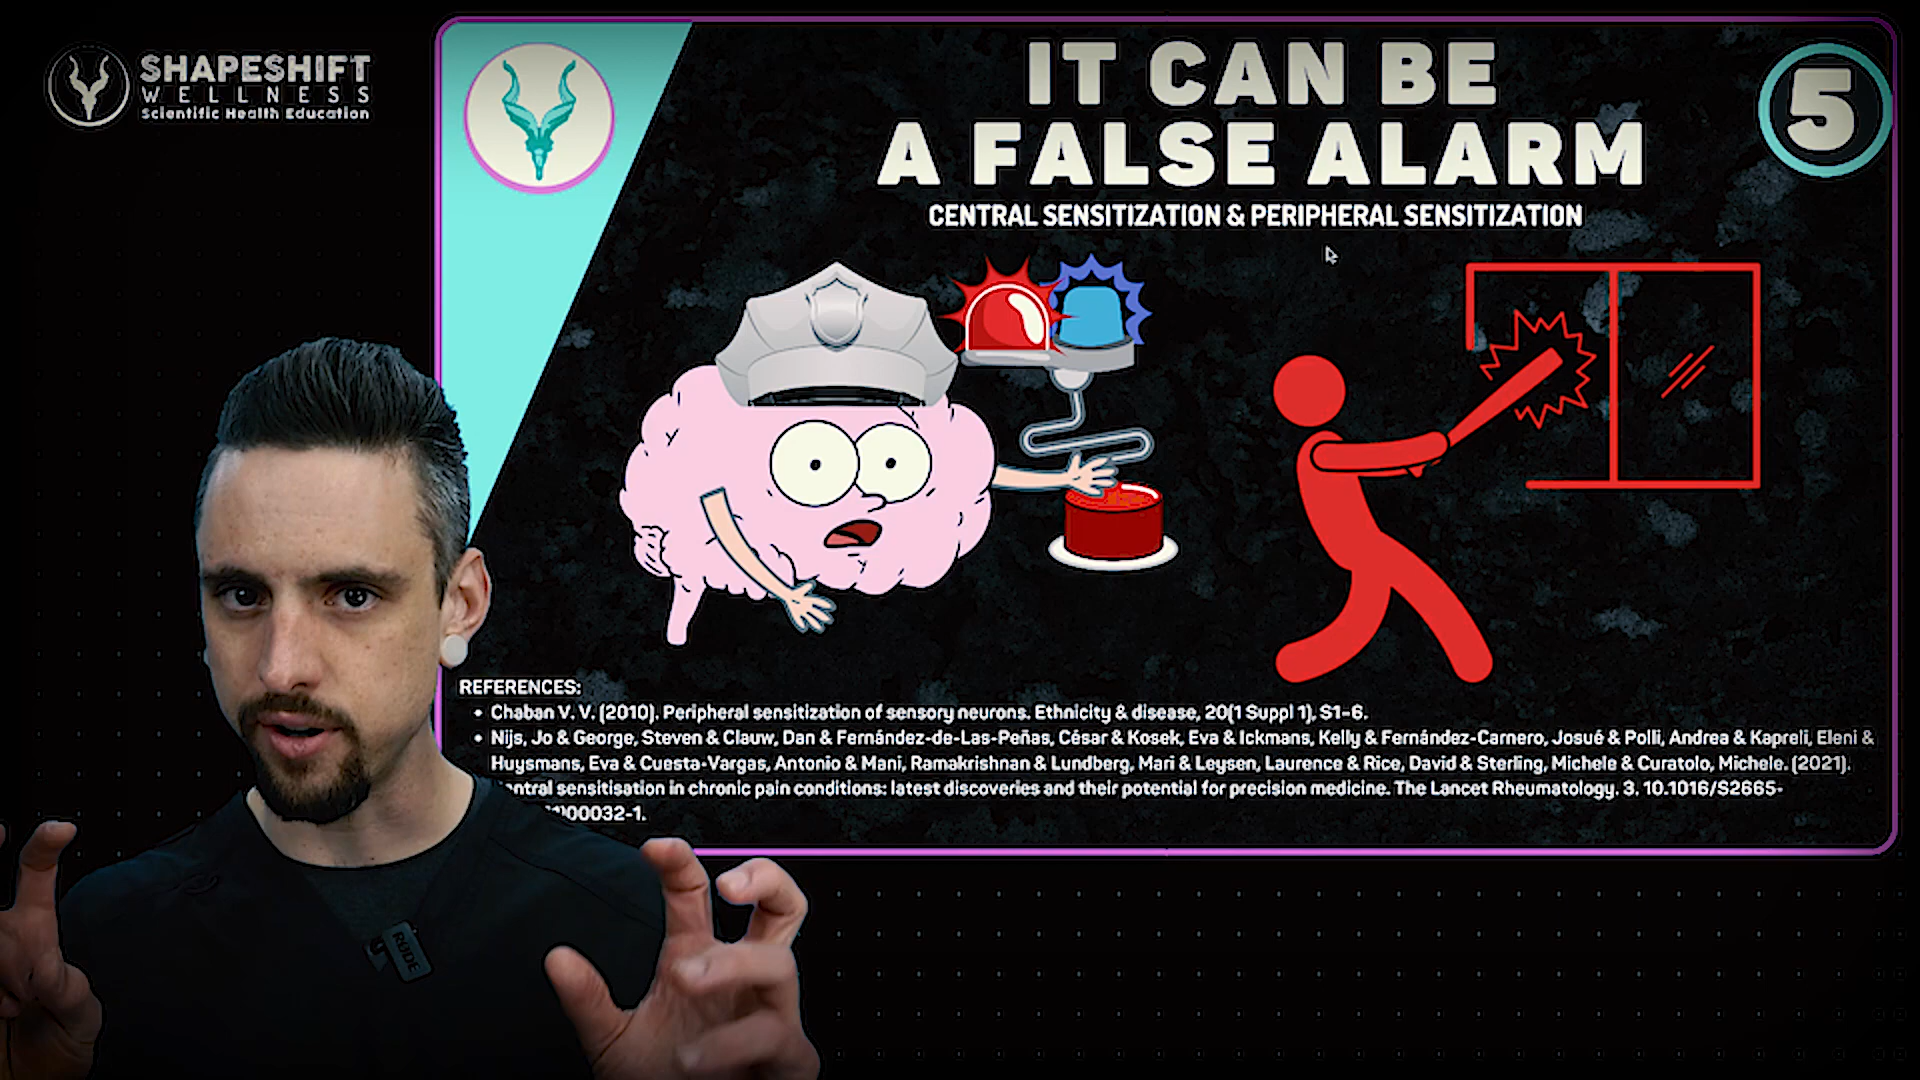 SHAPESHIFT
WELLNESS
Scientific Health Education
IT CAN BE
A FALSE ALARM
5
CENTRAL SENSITIZATION & PERIPHERAL SENSITIZATION
REFERENCES:
• Chaban V. V. (2010). Peripheral sensitization of sensory neurons. Ethnicity & disease, 20(1 Suppl 1), S1-6.
• Nijs, Jo & George, Steven & Clauw, Dan & Fernández-de-Las-Peñas, César & Kosek, Eva & Ickmans, Kelly & Fernández-Carnero, Josué & Polli, Andrea & Kapreli, Eleni &
Huysmans, Eva & Cuesta-Vargas, Antonio & Mani, Ramakrishnan & Lundberg, Mari & Leysen, Laurence & Rice, David & Sterling, Michele & Curatolo, Michele. (2021).
entral sensitisation in chronic pain conditions: latest discoveries and their potential for precision medicine. The Lancet Rheumatology. 3. 10.1016/S2665-
)00032-1.
RØDE